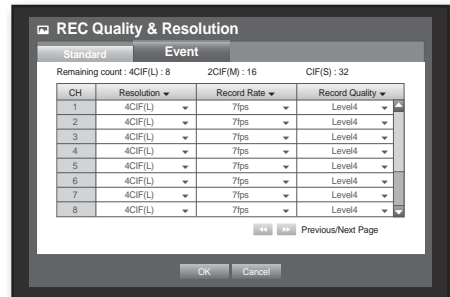 REC Quality & Resolution
Standard Event
Remaining count : 4CIF(L) : 8 2CIF(M) : 16 CIF(S) : 32
CH Resolution Record Rate Record Quality
1 4CIF(L) 7fps Level4
2 4CIF(L) 7fps Level4
3 4CIF(L) 7fps Level4
4 4CIF(L) 7fps Level4
5 4CIF(L) 7fps Level4
6 4CIF(L) 7fps Level4
7 4CIF(L) 7fps Level4
8 4CIF(L) 7fps Level4
Previous/Next Page
OK Cancel